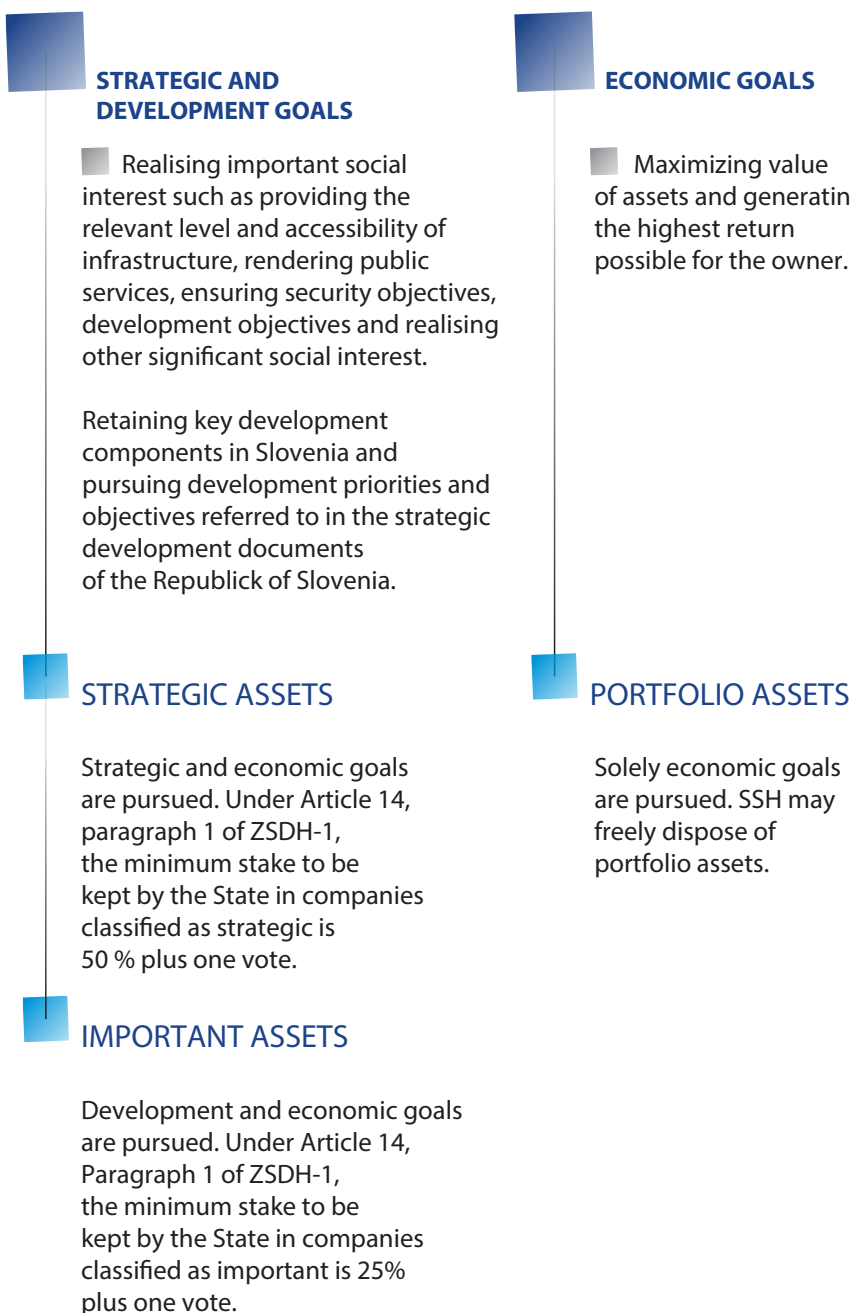 STRATEGIC AND
DEVELOPMENT GOALS
Realising important social
interest such as providing the
relevant level and accessibility of
infrastructure, rendering public
services, ensuring security objectives,
development objectives and realising
other significant social interest.
Retaining key development
components in Slovenia and
pursuing development priorities and
objectives referred to in the strategic
development documents
of the Republick of Slovenia.
STRATEGIC ASSETS
Strategic and economic goals
are pursued. Under Article 14,
paragraph 1 of ZSDH-1,
the minimum stake to be
kept by the State in companies
classified as strategic is
50 % plus one vote.
IMPORTANT ASSETS
Development and economic goals
are pursued. Under Article 14,
Paragraph 1 of ZSDH-1,
the minimum stake to be
kept by the State in companies
classified as important is 25%
plus one vote.
ECONOMIC GOALS
Maximizing value
of assets and generatin
the highest return
possible for the owner.
PORTFOLIO ASSETS
Solely economic goals
are pursued. SSH may
freely dispose of
portfolio assets.